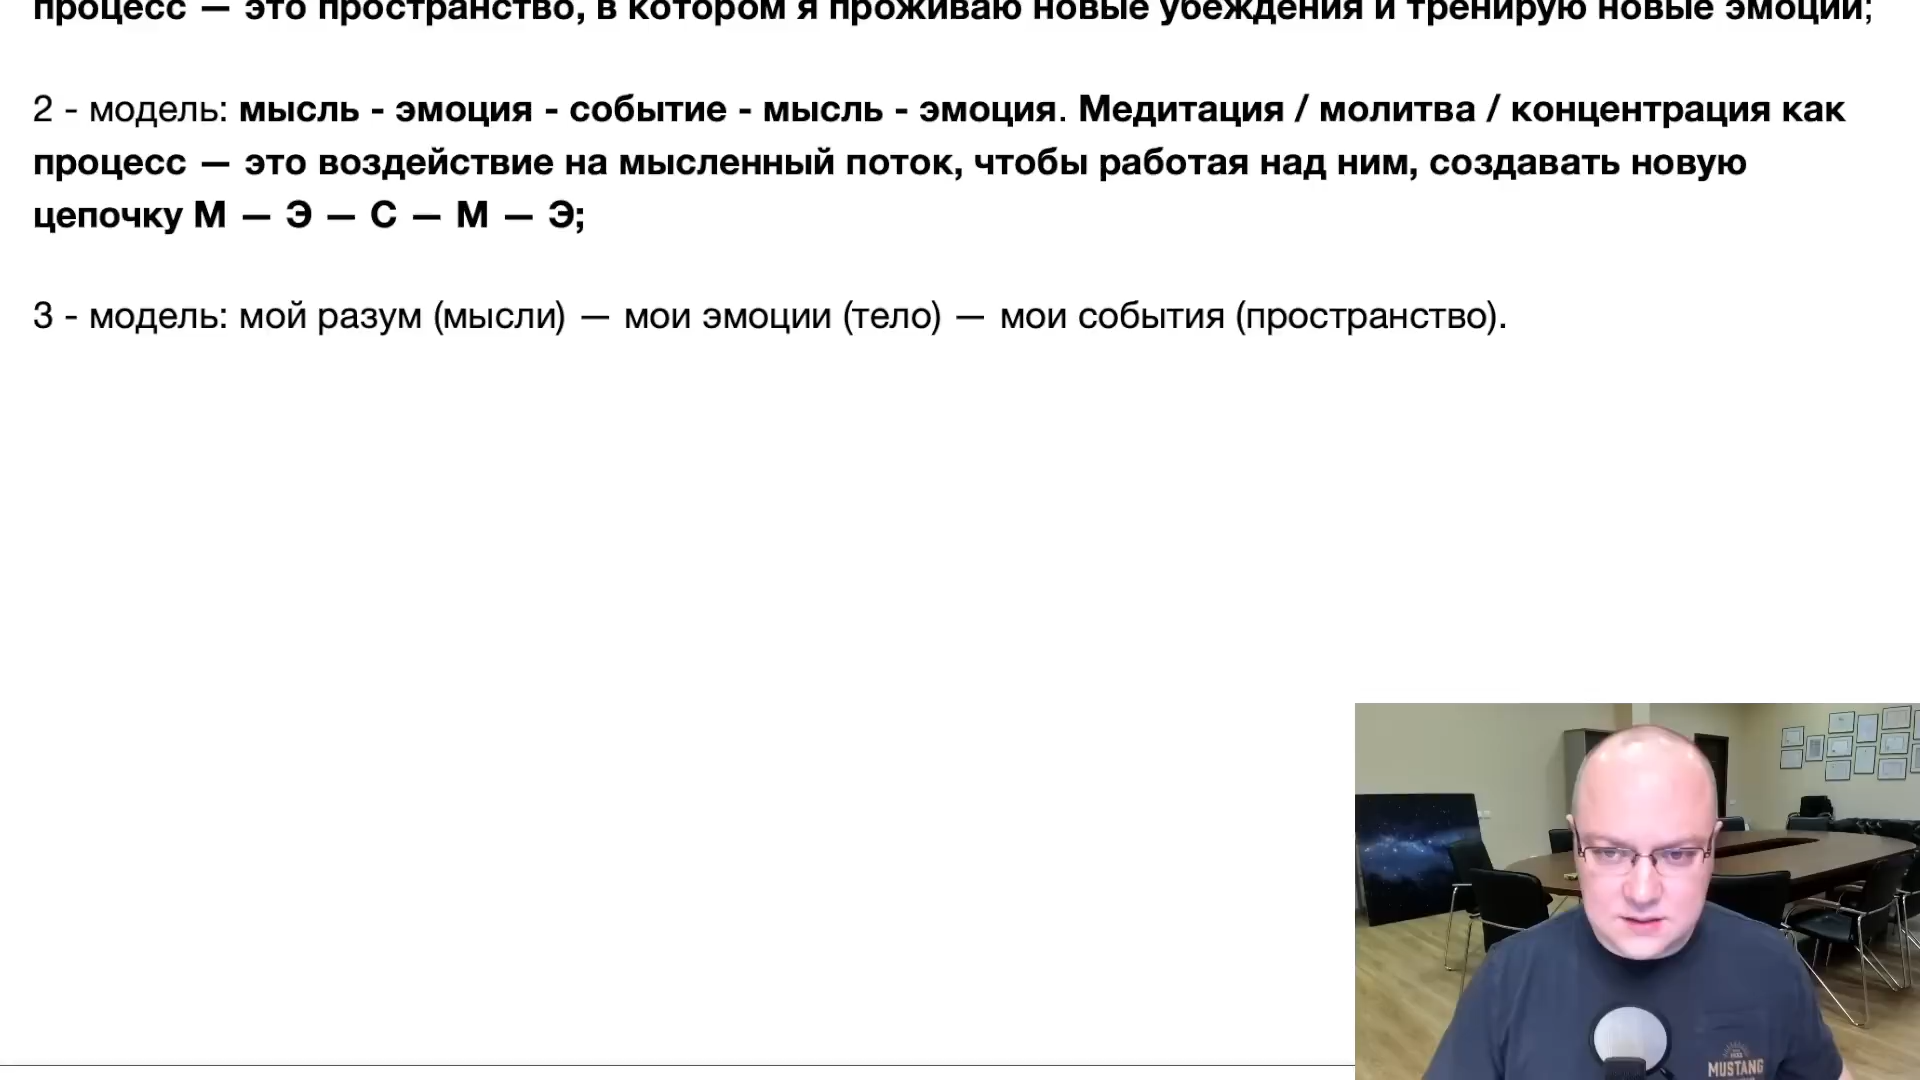 процесс — это пространство, в котором я проживаю новые убеждения и тренирую новые эмоции;
2 - модель: мысль - эмоция - событие - мысль - эмоция. Медитация / молитва / концентрация как
процесс — это воздействие на мысленный поток, чтобы работая над ним, создавать новую
цепочку М — Э — С — М — Э;
3 - модель: мой разум (мысли) — мои эмоции (тело) — мои события (пространство).
MUSTANG